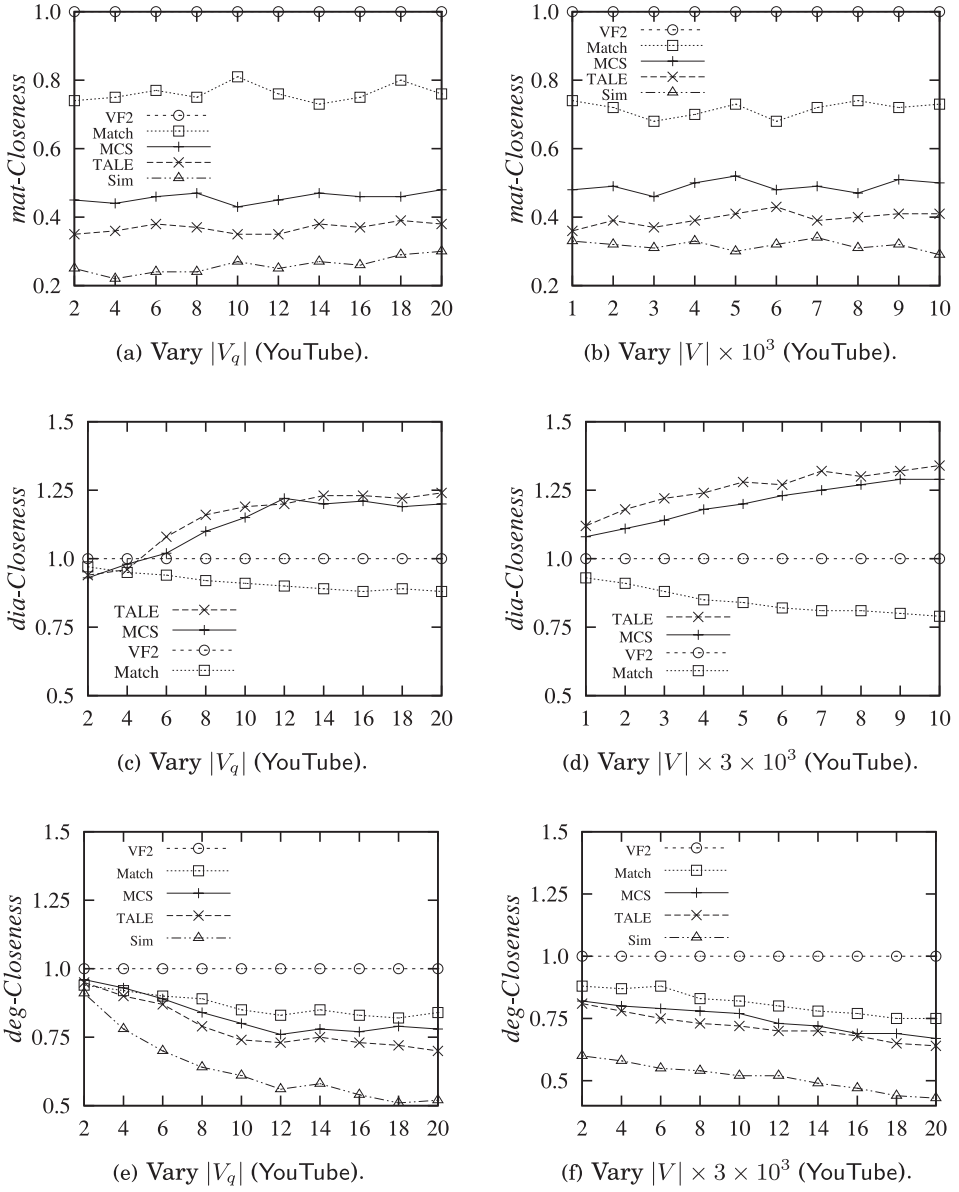 1.0
0.8
0.6
0.4
0.2
mat-Closeness
VF2
Match
MCS
TALE
Sim
2 4 6 8 10 12 14 16 18 20
(a) Vary |V_q| (YouTube).
1.0
0.8
0.6
0.4
0.2
mat-Closeness
VF2
Match
MCS
TALE
Sim
1 2 3 4 5 6 7 8 9 10
(b) Vary |V| × 10³ (YouTube).
1.5
1.25
1.0
0.75
0.5
dia-Closeness
TALE
MCS
VF2
Match
2 4 6 8 10 12 14 16 18 20
(c) Vary |V_q| (YouTube).
1.5
1.25
1.0
0.75
0.5
dia-Closeness
TALE
MCS
VF2
Match
1 2 3 4 5 6 7 8 9 10
(d) Vary |V| × 3 × 10³ (YouTube).
1.5
1.25
1.0
0.75
0.5
deg-Closeness
VF2
Match
MCS
TALE
Sim
2 4 6 8 10 12 14 16 18 20
(e) Vary |V_q| (YouTube).
1.5
1.25
1.0
0.75
0.5
deg-Closeness
VF2
Match
MCS
TALE
Sim
2 4 6 8 10 12 14 16 18 20
(f) Vary |V| × 3 × 10³ (YouTube).